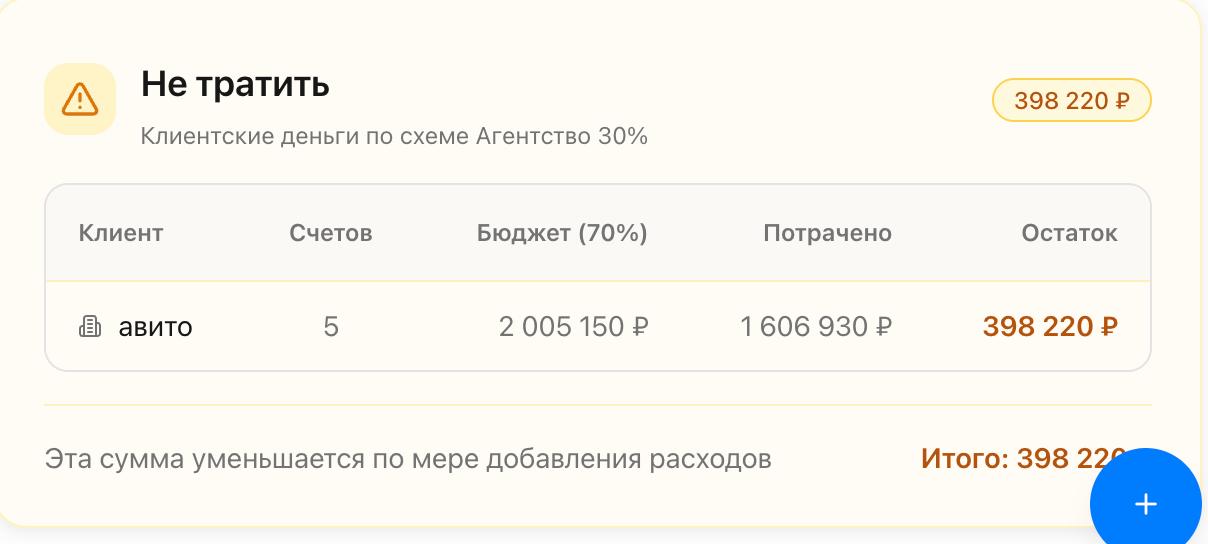 Не тратить
398 220 ₽
Клиентские деньги по схеме Агентство 30%
Клиент Счетов Бюджет (70%) Потрачено Остаток
авито 5 2 005 150 ₽ 1 606 930 ₽ 398 220 ₽
Эта сумма уменьшается по мере добавления расходов Итого: 398 220